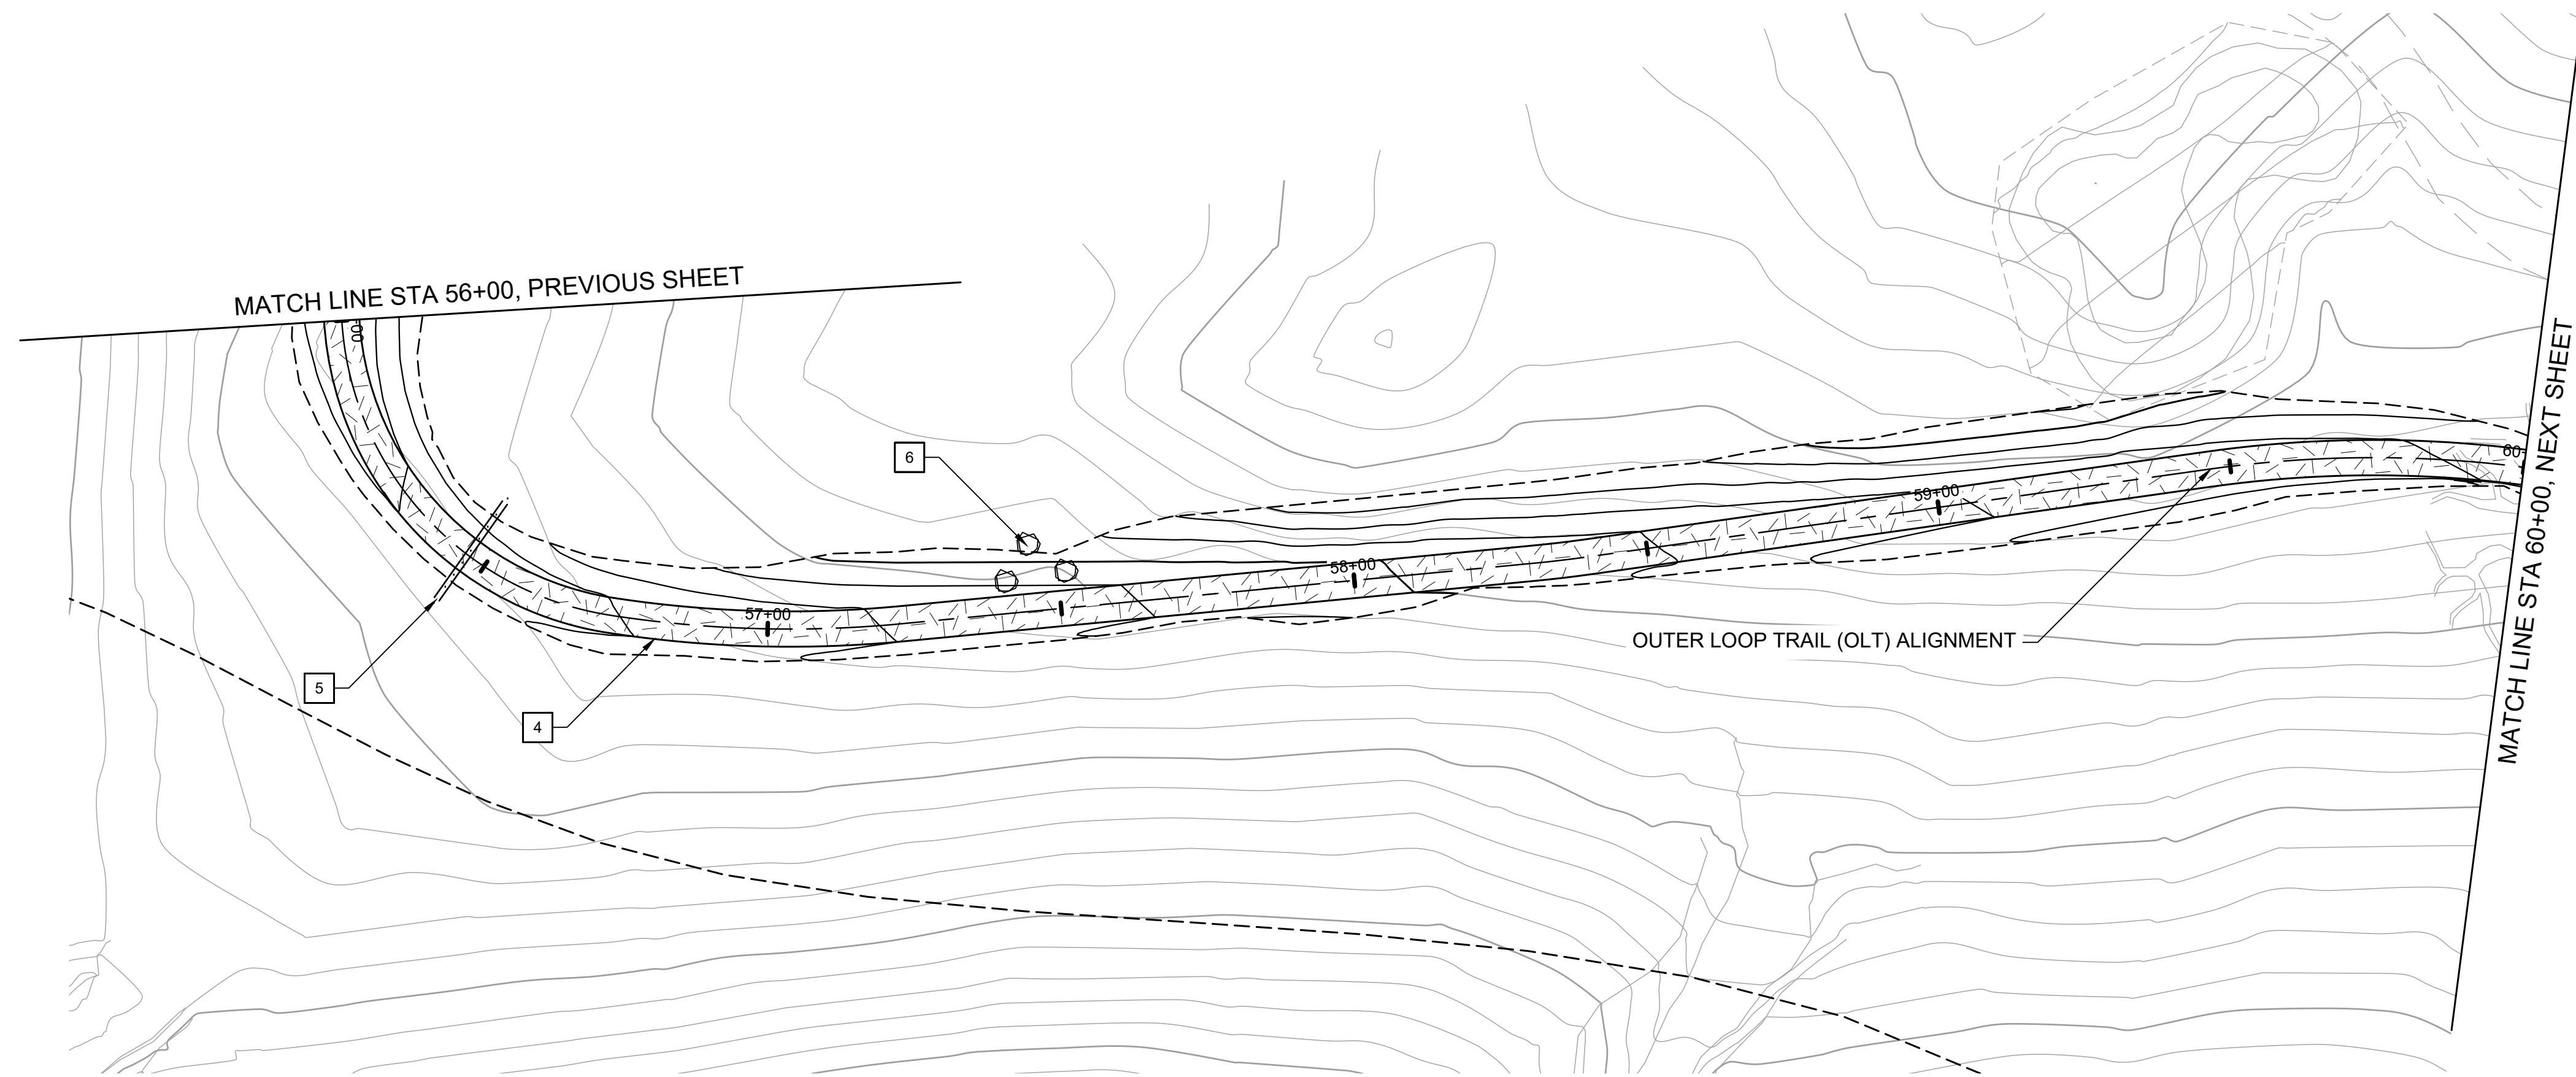 MATCH LINE STA 56+00, PREVIOUS SHEET
+00
6
59+00
60+
58+00
57+00
OUTER LOOP TRAIL (OLT) ALIGNMENT
5
4
MATCH LINE STA 60+00, NEXT SHEET